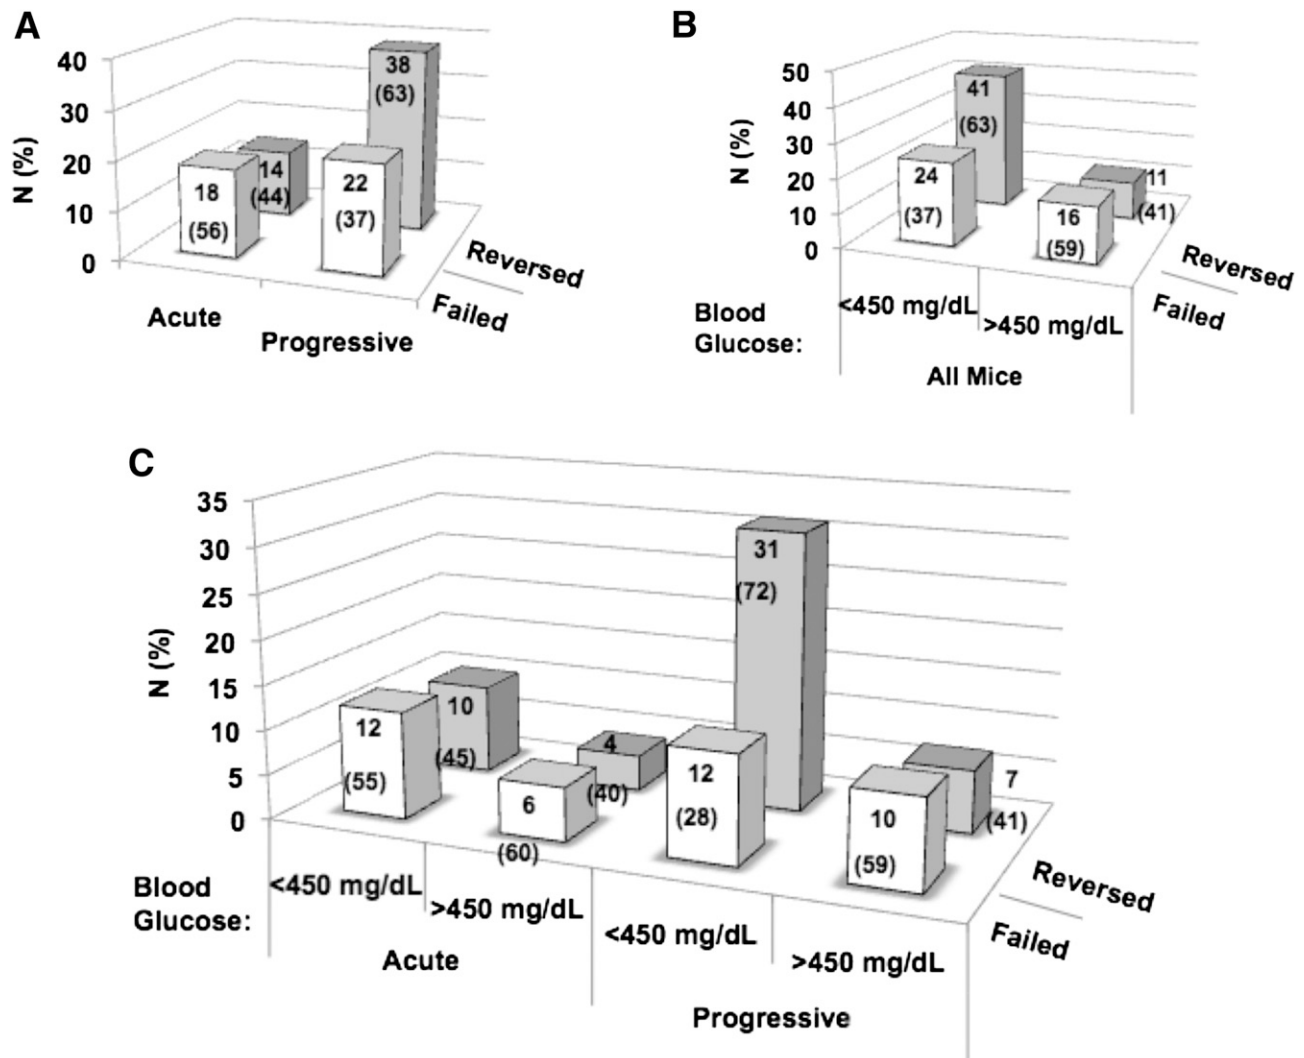 A
N (%)
40
30
20
10
0
18
(56)
14
(44)
22
(37)
38
(63)
Acute
Progressive
Reversed
Failed
B
N (%)
50
40
30
20
10
0
24
(37)
41
(63)
16
(59)
11
(41)
Blood
Glucose:
<450 mg/dL
>450 mg/dL
All Mice
Reversed
Failed
C
N (%)
35
30
25
20
15
10
5
0
12
(55)
10
(45)
6
(60)
4
(40)
12
(28)
31
(72)
10
(59)
7
(41)
Blood
Glucose:
<450 mg/dL
>450 mg/dL
<450 mg/dL
>450 mg/dL
Acute
Progressive
Reversed
Failed